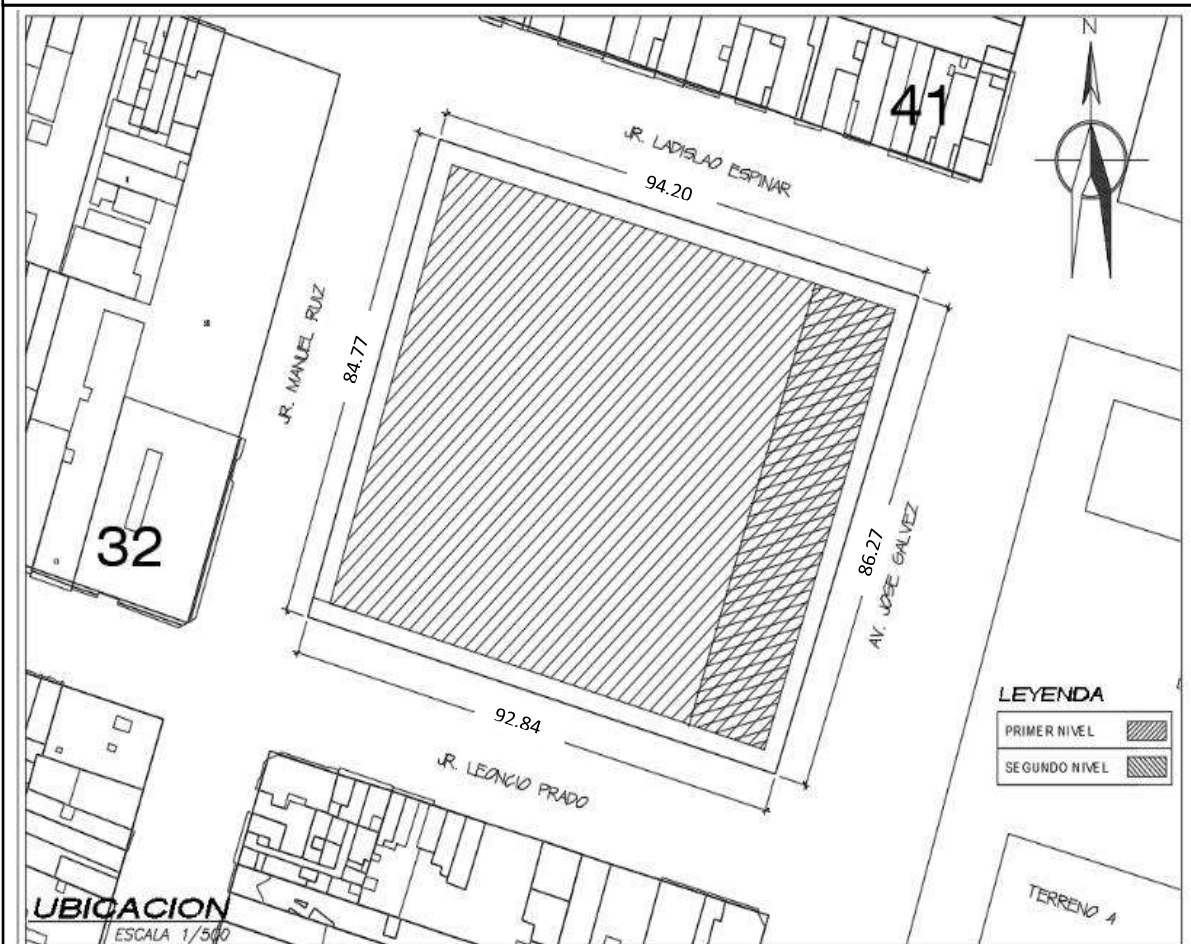 N
41
JR. LADISLAO ESPINAR
94.20
JR. MANUEL RUIZ
84.77
32
86.27
AV. JOSE GALVEZ
92.84
JR. LEONCIO PRADO
LEYENDA
PRIMER NIVEL
SEGUNDO NIVEL
TERRENO 4
UBICACION
ESCALA 1/500